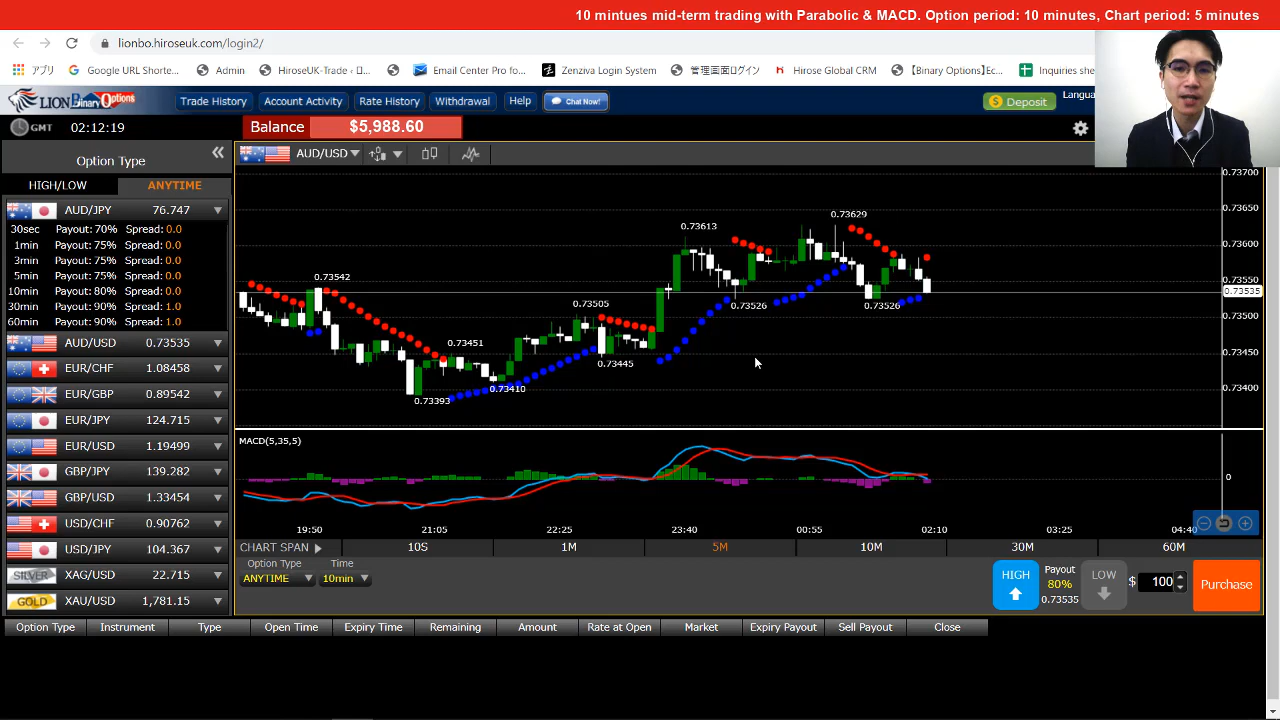 10 mintues mid-term trading with Parabolic & MACD. Option period: 10 minutes, Chart period: 5 minutes
lionbo.hiroseuk.com/login2/
アプリ Google URL Shorte... Admin HiroseUK-Trade ‹ ロ... Email Center Pro fo... Zenziva Login System 管理画面ログイン Hirose Global CRM 【Binary Options】Ec... Inquiries she
LION Binary Options Trade History Account Activity Rate History Withdrawal Help Chat Now! $ Deposit Langua
GMT 02:12:19 Balance $5,988.60
Option Type «
AUD/USD
HIGH/LOW ANYTIME
AUD/JPY 76.747
30sec Payout: 70% Spread: 0.0
1min Payout: 75% Spread: 0.0
3min Payout: 75% Spread: 0.0
5min Payout: 75% Spread: 0.0
10min Payout: 80% Spread: 0.0
30min Payout: 90% Spread: 1.0
60min Payout: 90% Spread: 1.0
AUD/USD 0.73535
EUR/CHF 1.08458
EUR/GBP 0.89542
EUR/JPY 124.715
EUR/USD 1.19499
GBP/JPY 139.282
GBP/USD 1.33454
USD/CHF 0.90762
USD/JPY 104.367
SILVER XAG/USD 22.715
GOLD XAU/USD 1,781.15
0.73700
0.73650
0.73600
0.73550
0.73535
0.73500
0.73450
0.73400
0.73629
0.73613
0.73542
0.73505
0.73526
0.73526
0.73451
0.73445
0.73410
0.73393
MACD(5,35,5)
0
19:50 21:05 22:25 23:40 00:55 02:10 03:25 04:40
CHART SPAN 10S 1M 5M 10M 30M 60M
Option Type Time
ANYTIME 10min
HIGH Payout 80% 0.73535 LOW $ 100 Purchase
Option Type Instrument Type Open Time Expiry Time Remaining Amount Rate at Open Market Expiry Payout Sell Payout Close